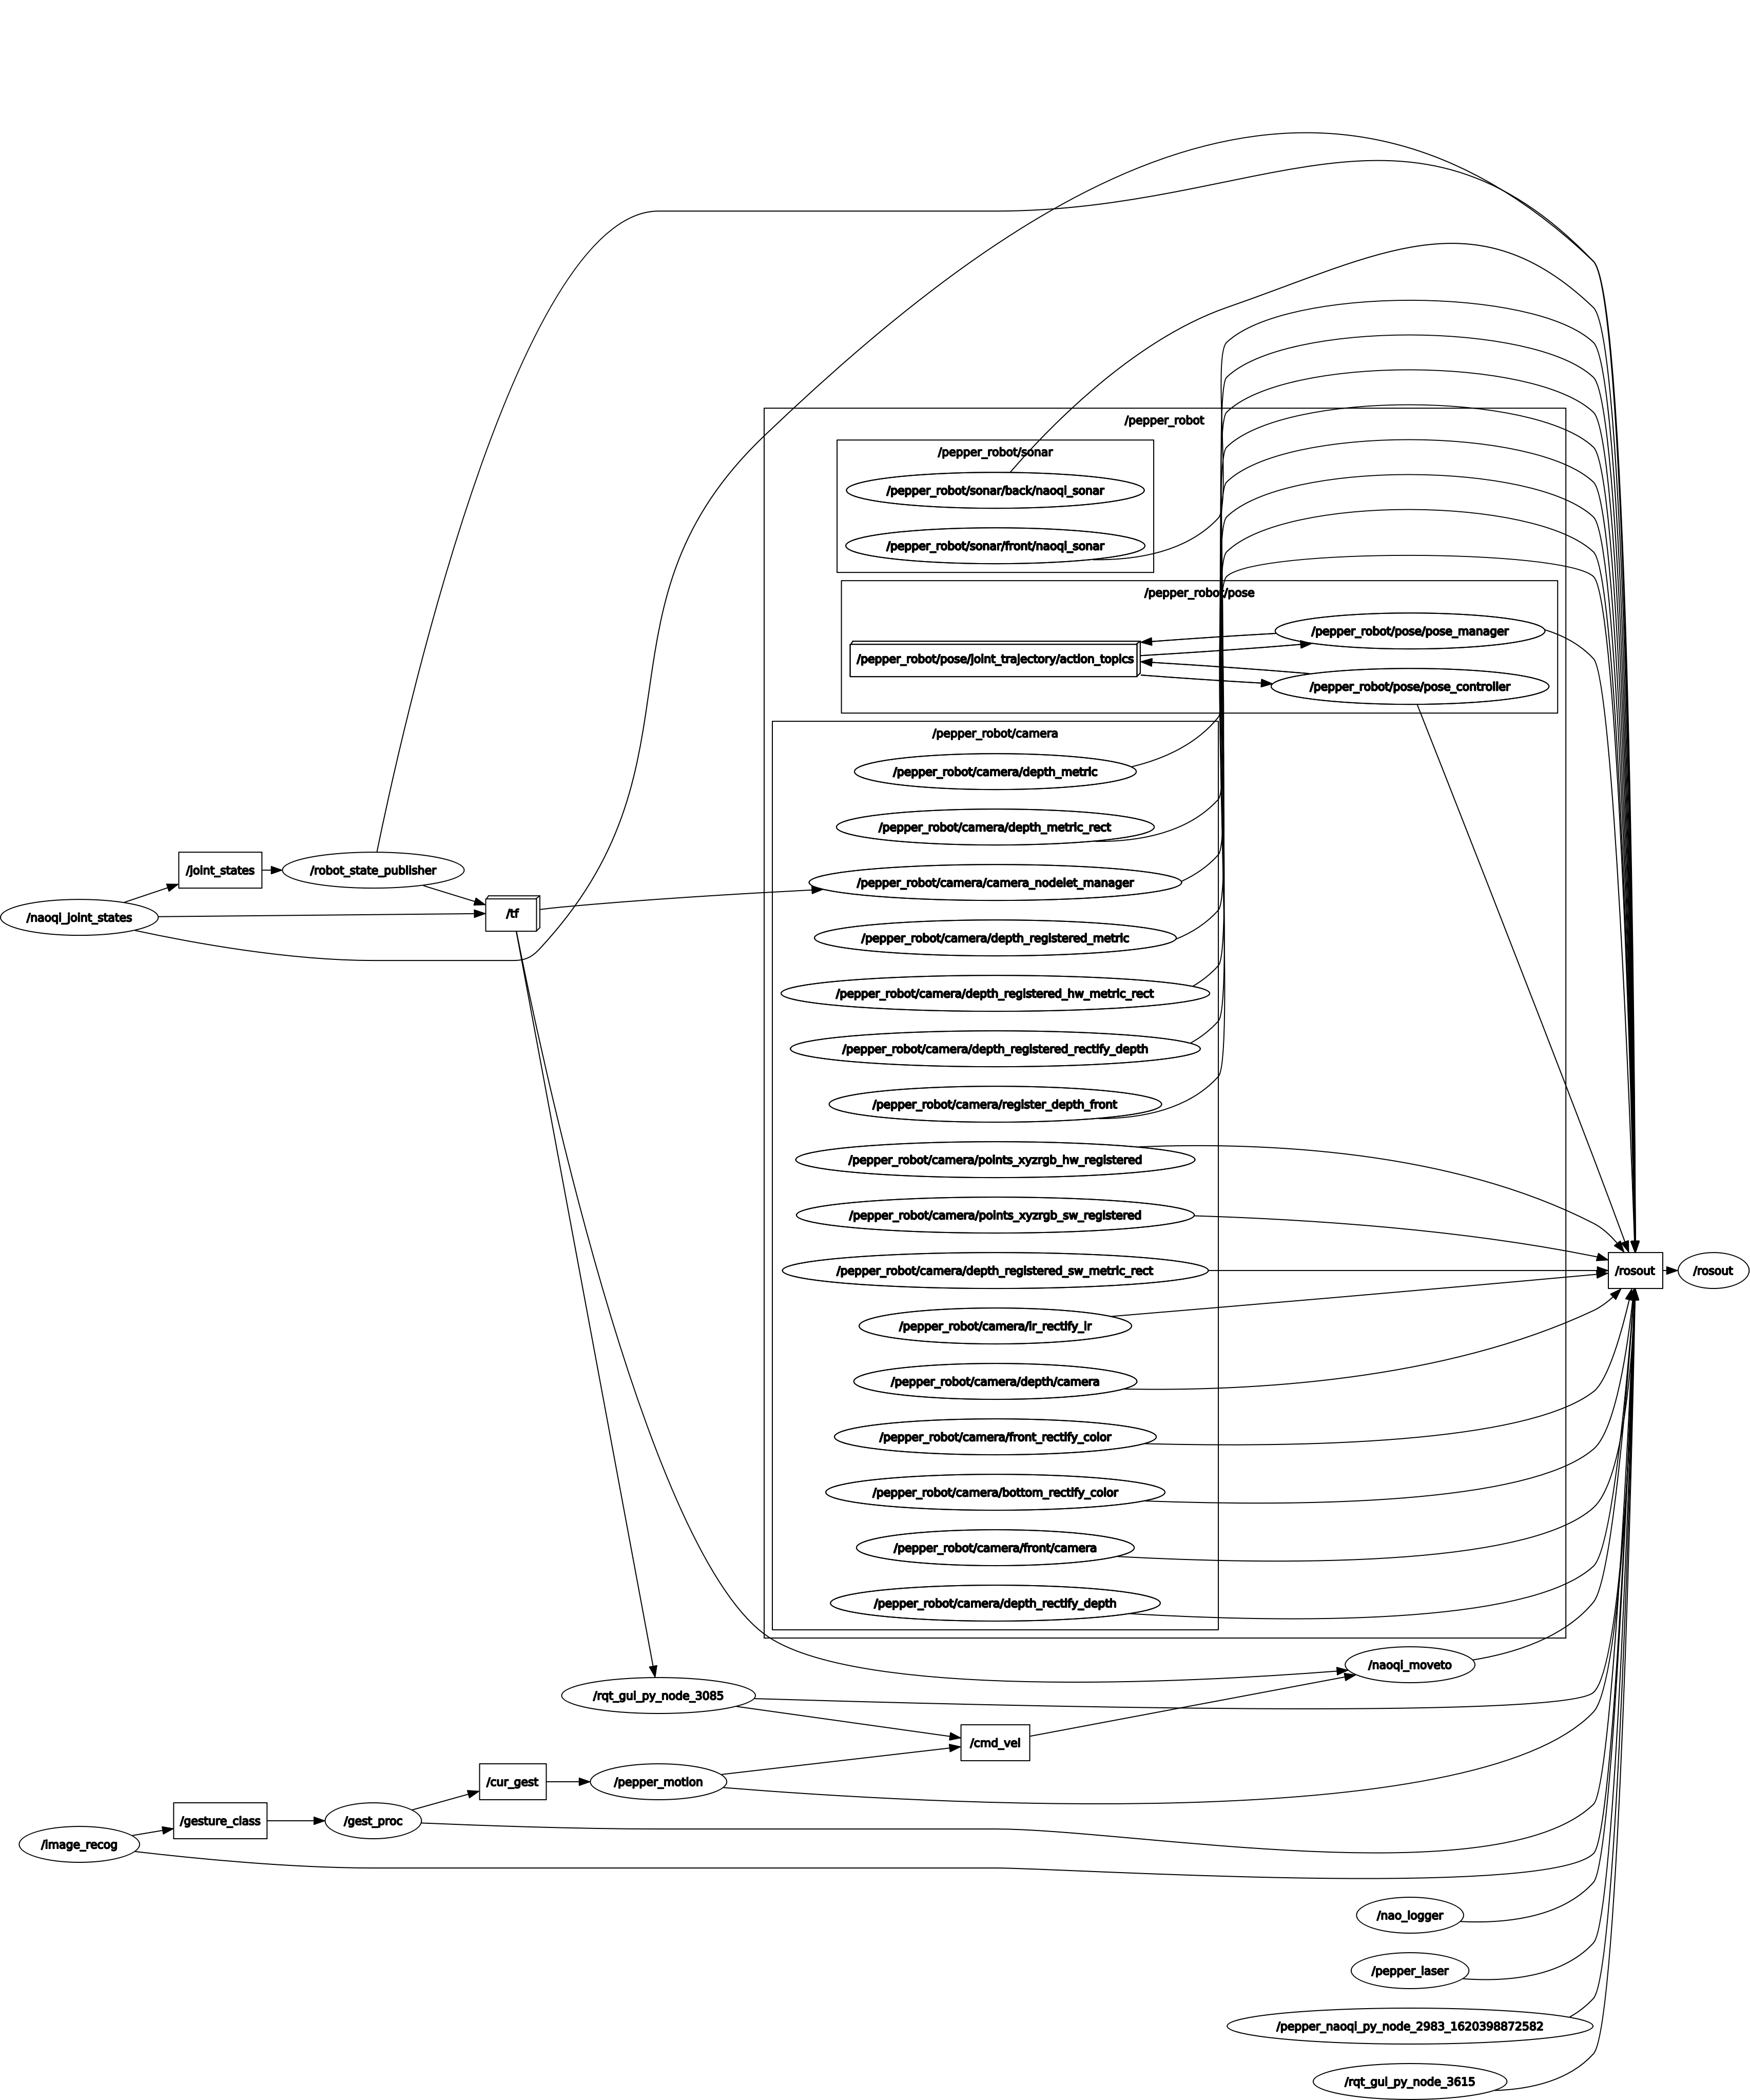 /pepper_robot
/pepper_robot/sonar
/pepper_robot/sonar/back/naoqi_sonar
/pepper_robot/sonar/front/naoqi_sonar
/pepper_robot/pose
/pepper_robot/pose/pose_manager
/pepper_robot/pose/joint_trajectory/action_topics
/pepper_robot/pose/pose_controller
/pepper_robot/camera
/pepper_robot/camera/depth_metric
/pepper_robot/camera/depth_metric_rect
/joint_states
/robot_state_publisher
/pepper_robot/camera/camera_nodelet_manager
/naoqi_joint_states
/tf
/pepper_robot/camera/depth_registered_metric
/pepper_robot/camera/depth_registered_hw_metric_rect
/pepper_robot/camera/depth_registered_rectify_depth
/pepper_robot/camera/register_depth_front
/pepper_robot/camera/points_xyzrgb_hw_registered
/pepper_robot/camera/points_xyzrgb_sw_registered
/pepper_robot/camera/depth_registered_sw_metric_rect
/rosout
/rosout
/pepper_robot/camera/ir_rectify_ir
/pepper_robot/camera/depth/camera
/pepper_robot/camera/front_rectify_color
/pepper_robot/camera/bottom_rectify_color
/pepper_robot/camera/front/camera
/pepper_robot/camera/depth_rectify_depth
/naoqi_moveto
/rqt_gui_py_node_3085
/cmd_vel
/cur_gest
/pepper_motion
/gesture_class
/gest_proc
/image_recog
/nao_logger
/pepper_laser
/pepper_naoqi_py_node_2983_1620398872582
/rqt_gui_py_node_3615